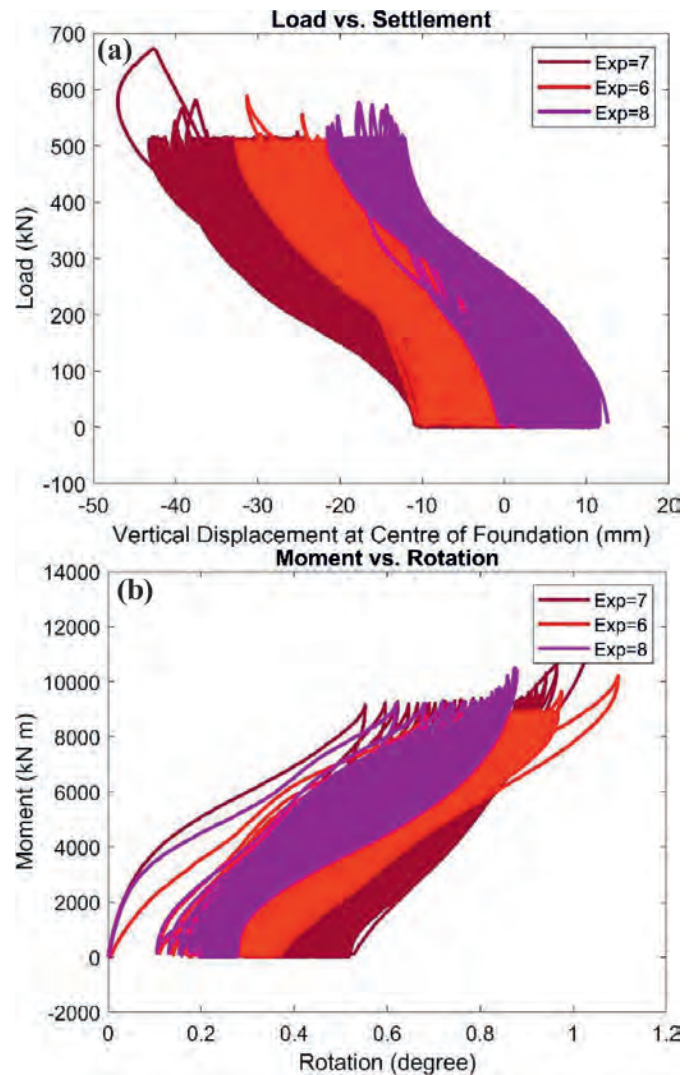 Load vs. Settlement
(a)
700
600
500
400
300
200
100
0
-100
Load (kN)
Exp=7
Exp=6
Exp=8
-50 -40 -30 -20 -10 0 10 20
Vertical Displacement at Centre of Foundation (mm)
Moment vs. Rotation
(b)
14000
12000
10000
8000
6000
4000
2000
0
-2000
Moment (kN m)
Exp=7
Exp=6
Exp=8
0 0.2 0.4 0.6 0.8 1 1.2
Rotation (degree)